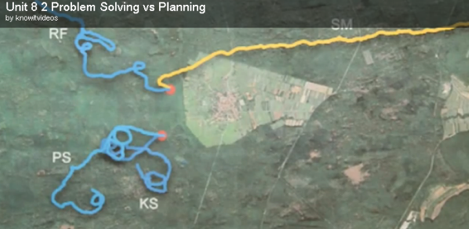 Unit 8 2 Problem Solving vs Planning
by knowitvideos
SM
RF
PS
KS